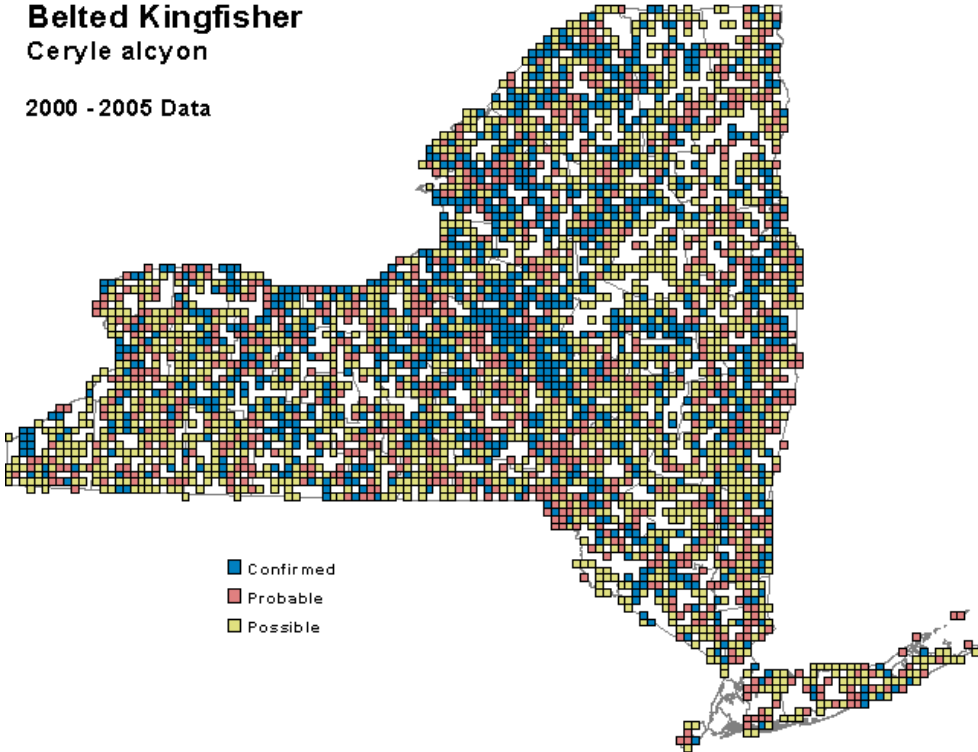 Belted Kingfisher
Ceryle alcyon
2000 - 2005 Data
Confirmed
Probable
Possible